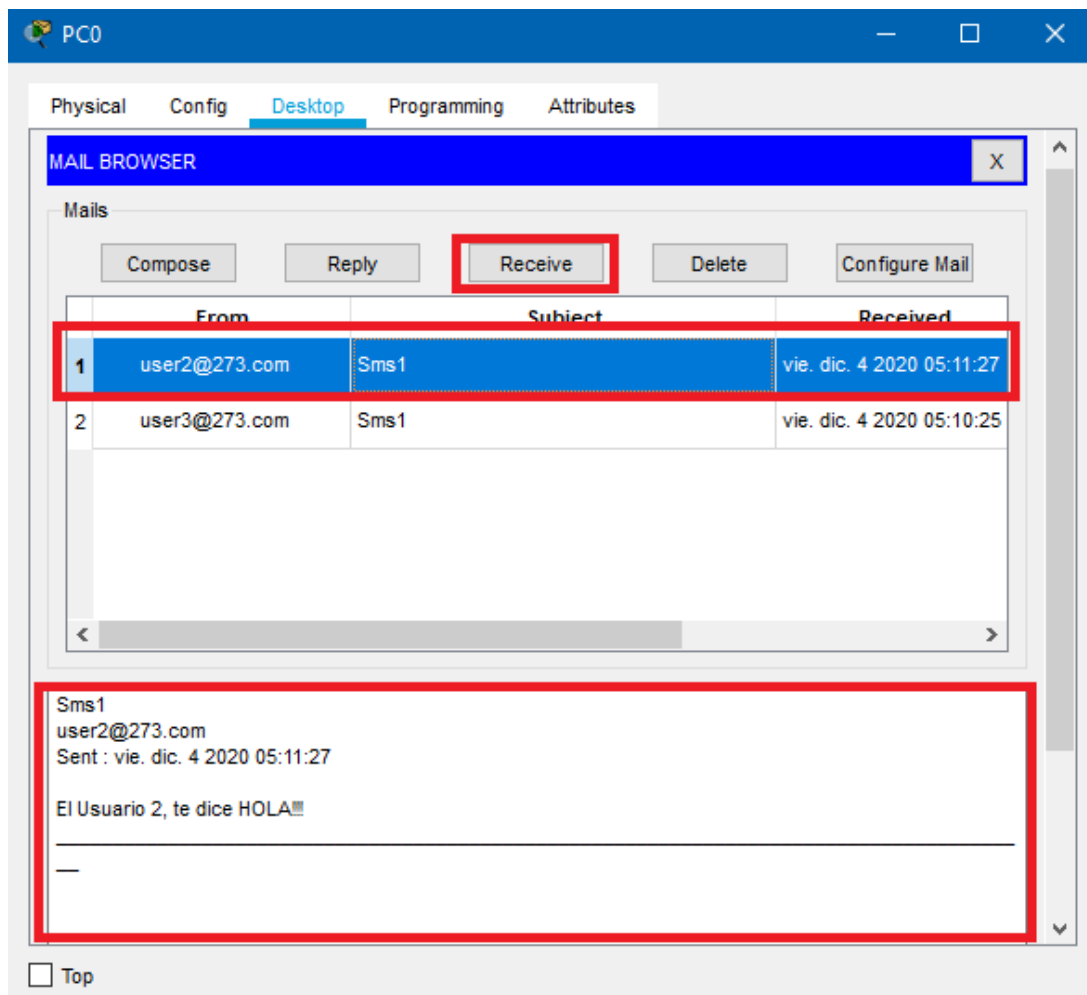 PC0
Physical Config Desktop Programming Attributes
MAIL BROWSER X
Mails
Compose Reply Receive Delete Configure Mail
From Subject Received
1 user2@273.com Sms1 vie. dic. 4 2020 05:11:27
2 user3@273.com Sms1 vie. dic. 4 2020 05:10:25
Sms1
user2@273.com
Sent : vie. dic. 4 2020 05:11:27
El Usuario 2, te dice HOLA!!!
Top